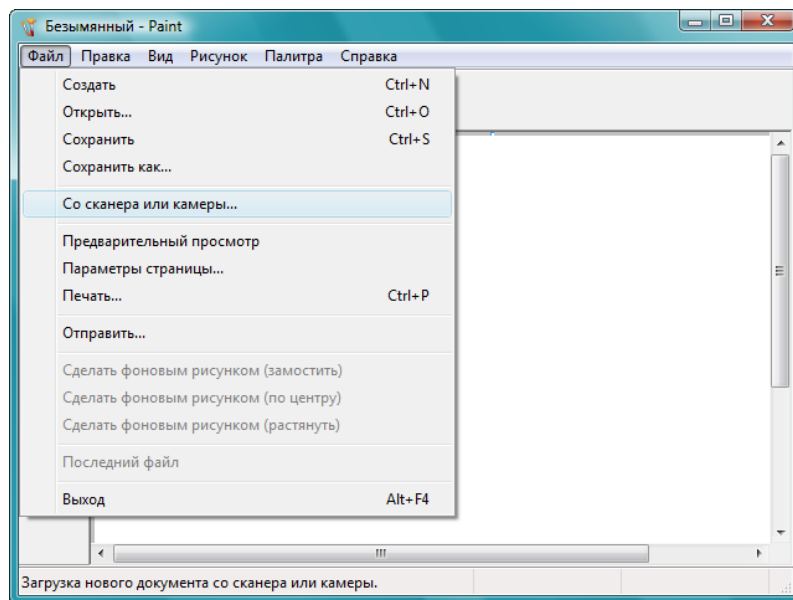 Безымянный - Paint
Файл Правка Вид Рисунок Палитра Справка
Создать Ctrl+N
Открыть... Ctrl+O
Сохранить Ctrl+S
Сохранить как...
Со сканера или камеры...
Предварительный просмотр
Параметры страницы...
Печать... Ctrl+P
Отправить...
Сделать фоновым рисунком (замостить)
Сделать фоновым рисунком (по центру)
Сделать фоновым рисунком (растянуть)
Последний файл
Выход Alt+F4
Загрузка нового документа со сканера или камеры.